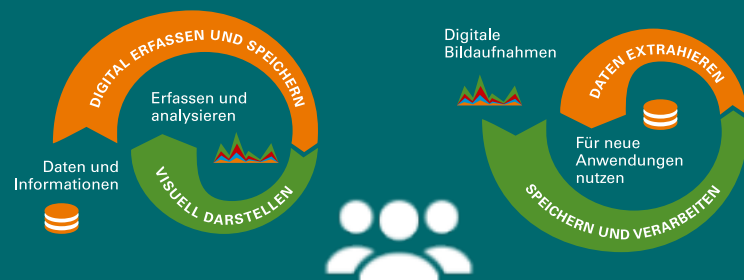 DIGITAL ERFASSEN UND SPEICHERN
Erfassen und
analysieren
Daten und
Informationen
VISUELL DARSTELLEN
Digitale
Bildaufnahmen
DATEN EXTRAHIEREN
Für neue
Anwendungen
nutzen
SPEICHERN UND VERARBEITEN